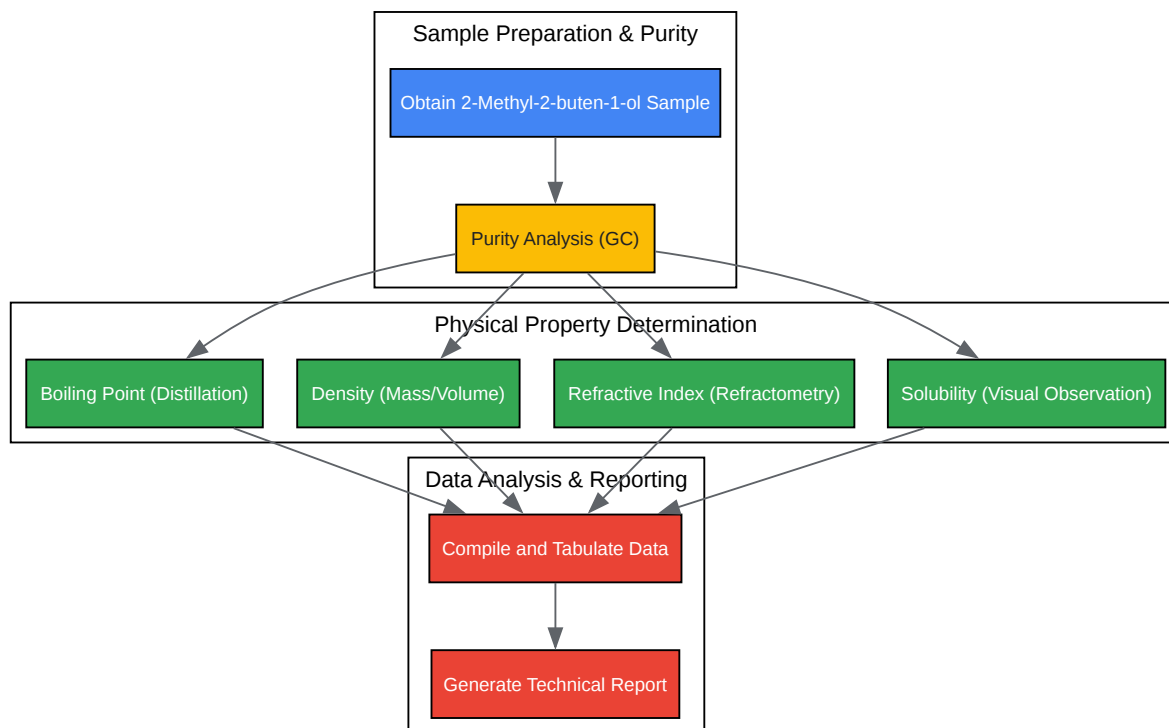 Sample Preparation & Purity
Obtain 2-Methyl-2-buten-1-ol Sample
Purity Analysis (GC)
Physical Property Determination
Boiling Point (Distillation)
Density (Mass/Volume)
Refractive Index (Refractometry)
Solubility (Visual Observation)
Data Analysis & Reporting
Compile and Tabulate Data
Generate Technical Report